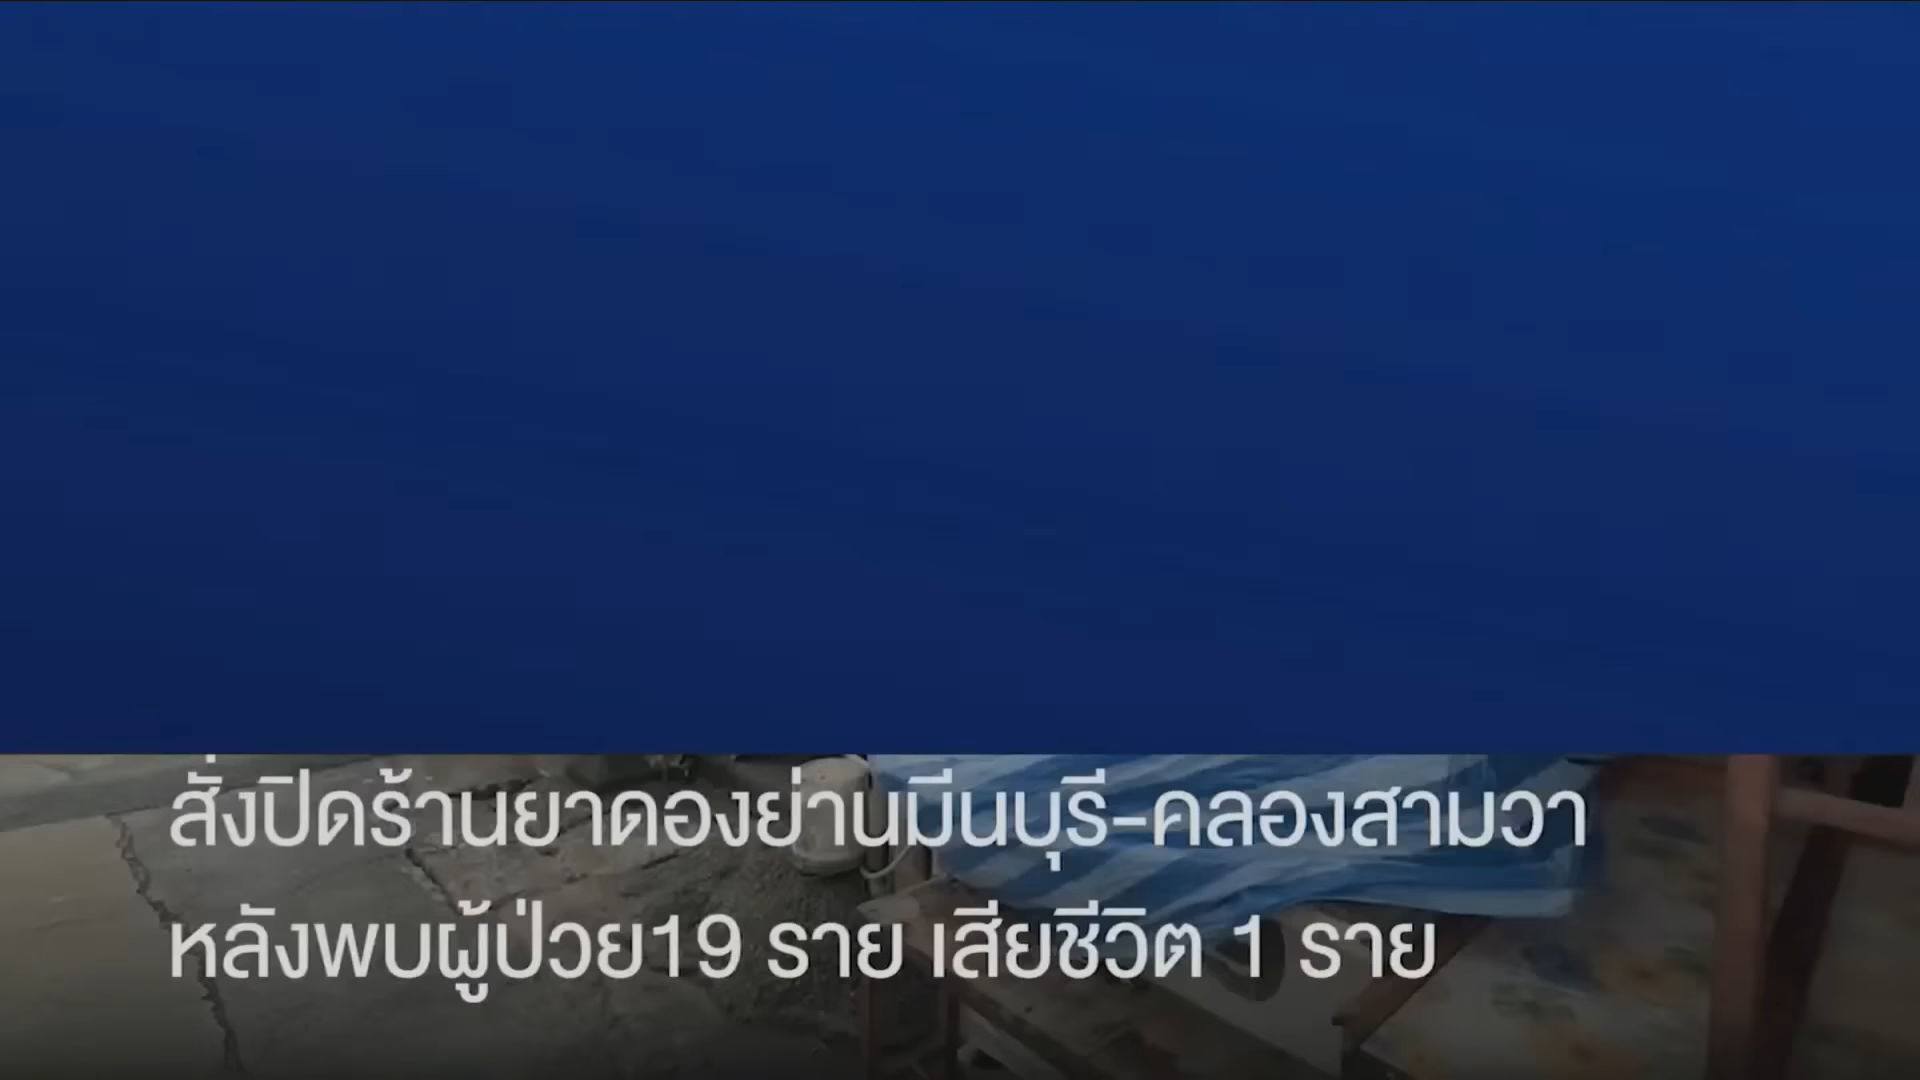 สั่งปิดร้านยาดองย่านมีนบุรี-คลองสามวา
หลังพบผู้ป่วย19 ราย เสียชีวิต 1 ราย